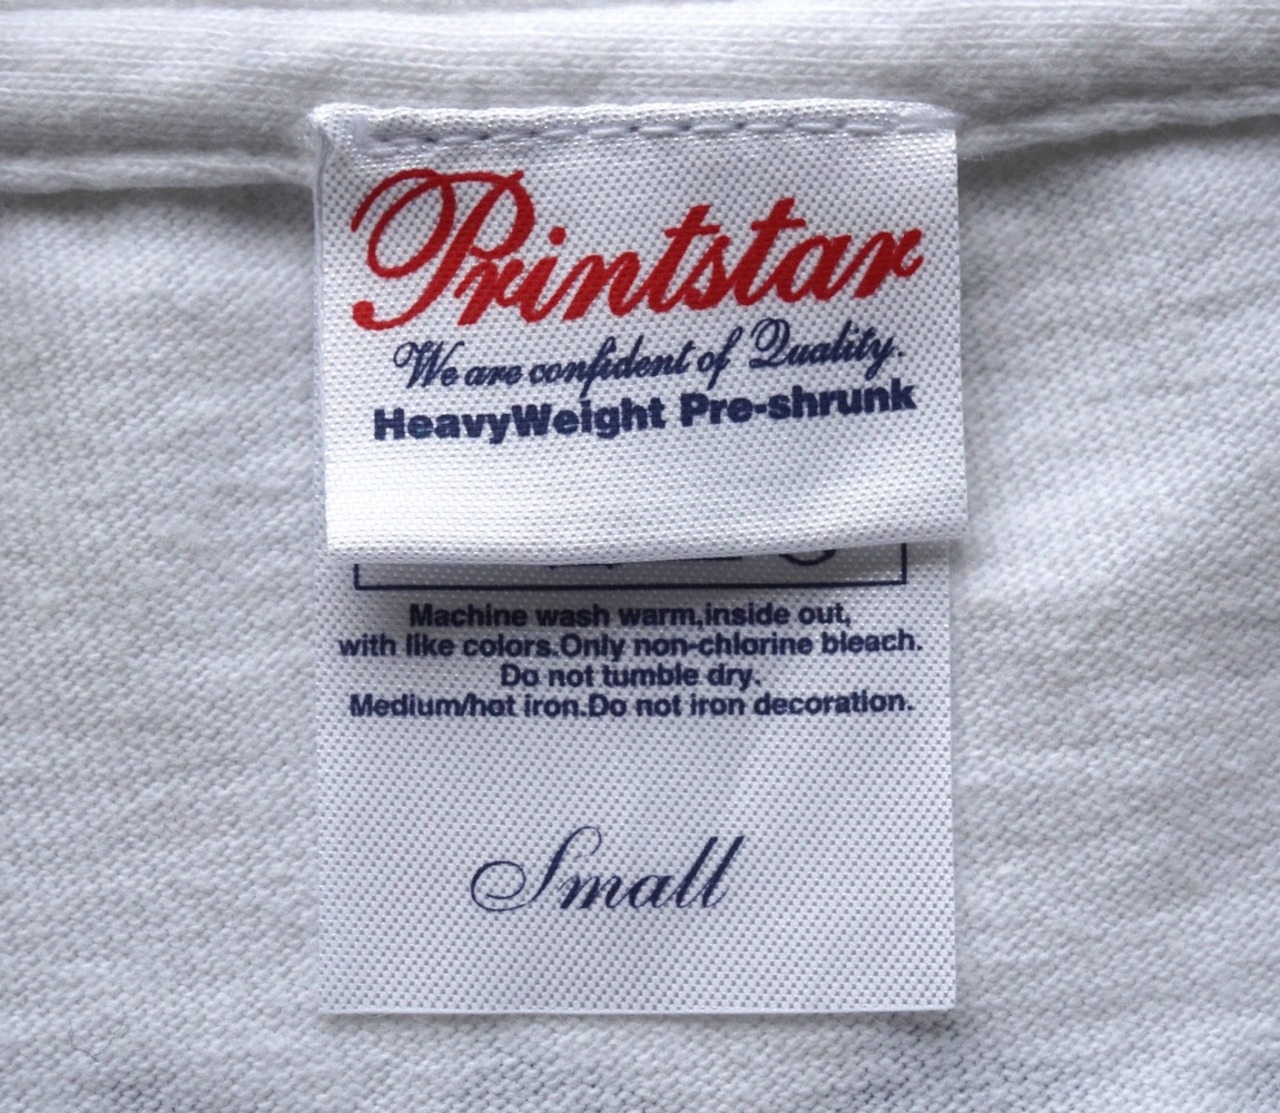 Printstar
We are confident of Quality.
HeavyWeight Pre-shrunk
Machine wash warm,inside out,
with like colors.Only non-chlorine bleach.
Do not tumble dry.
Medium/hot iron.Do not iron decoration.
Small